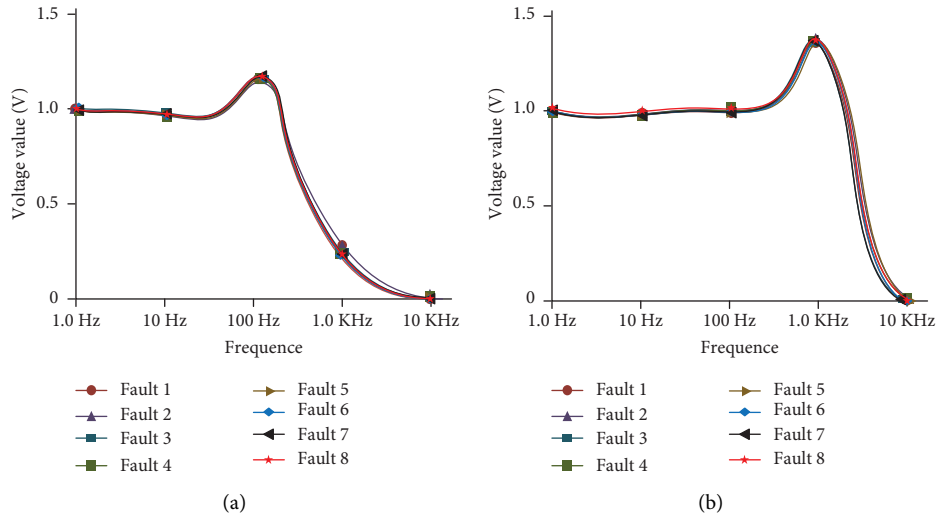 1.5
1.0
0.5
0
Voltage value (V)
1.0 Hz 10 Hz 100 Hz 1.0 KHz 10 KHz
Frequence
Fault 1
Fault 2
Fault 3
Fault 4
Fault 5
Fault 6
Fault 7
Fault 8
(a)
1.5
1.0
0.5
0
Voltage value (V)
1.0 Hz 10 Hz 100 Hz 1.0 KHz 10 KHz
Frequence
Fault 1
Fault 2
Fault 3
Fault 4
Fault 5
Fault 6
Fault 7
Fault 8
(b)